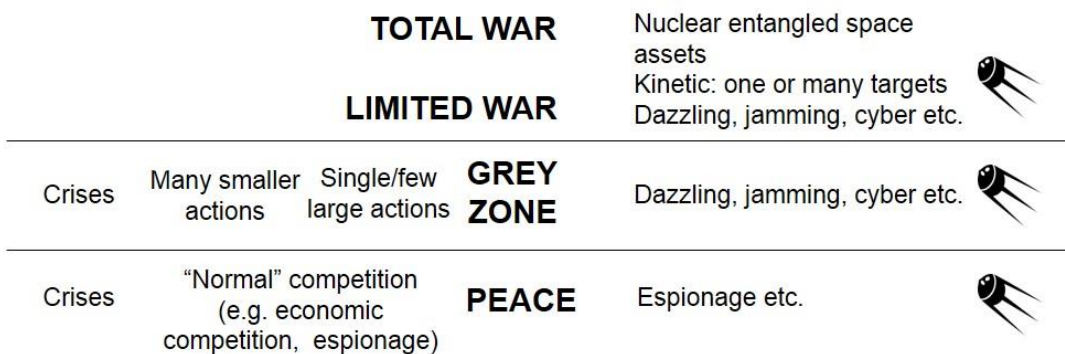 TOTAL WAR
Nuclear entangled space
assets
Kinetic: one or many targets
LIMITED WAR
Dazzling, jamming, cyber etc.
Crises
Many smaller
actions
Single/few
large actions
GREY
ZONE
Dazzling, jamming, cyber etc.
Crises
“Normal” competition
(e.g. economic
competition, espionage)
PEACE
Espionage etc.